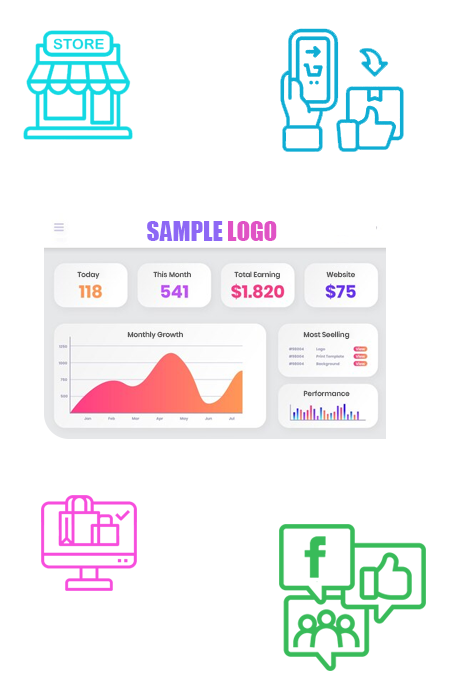 STORE
SAMPLE LOGO
Today
118
This Month
541
Total Earning
$1.820
Website
$75
Monthly Growth
Jan Feb Mar Apr May Jun Jul
Most Seelling
Logo
Print Template
Background
Performance
f